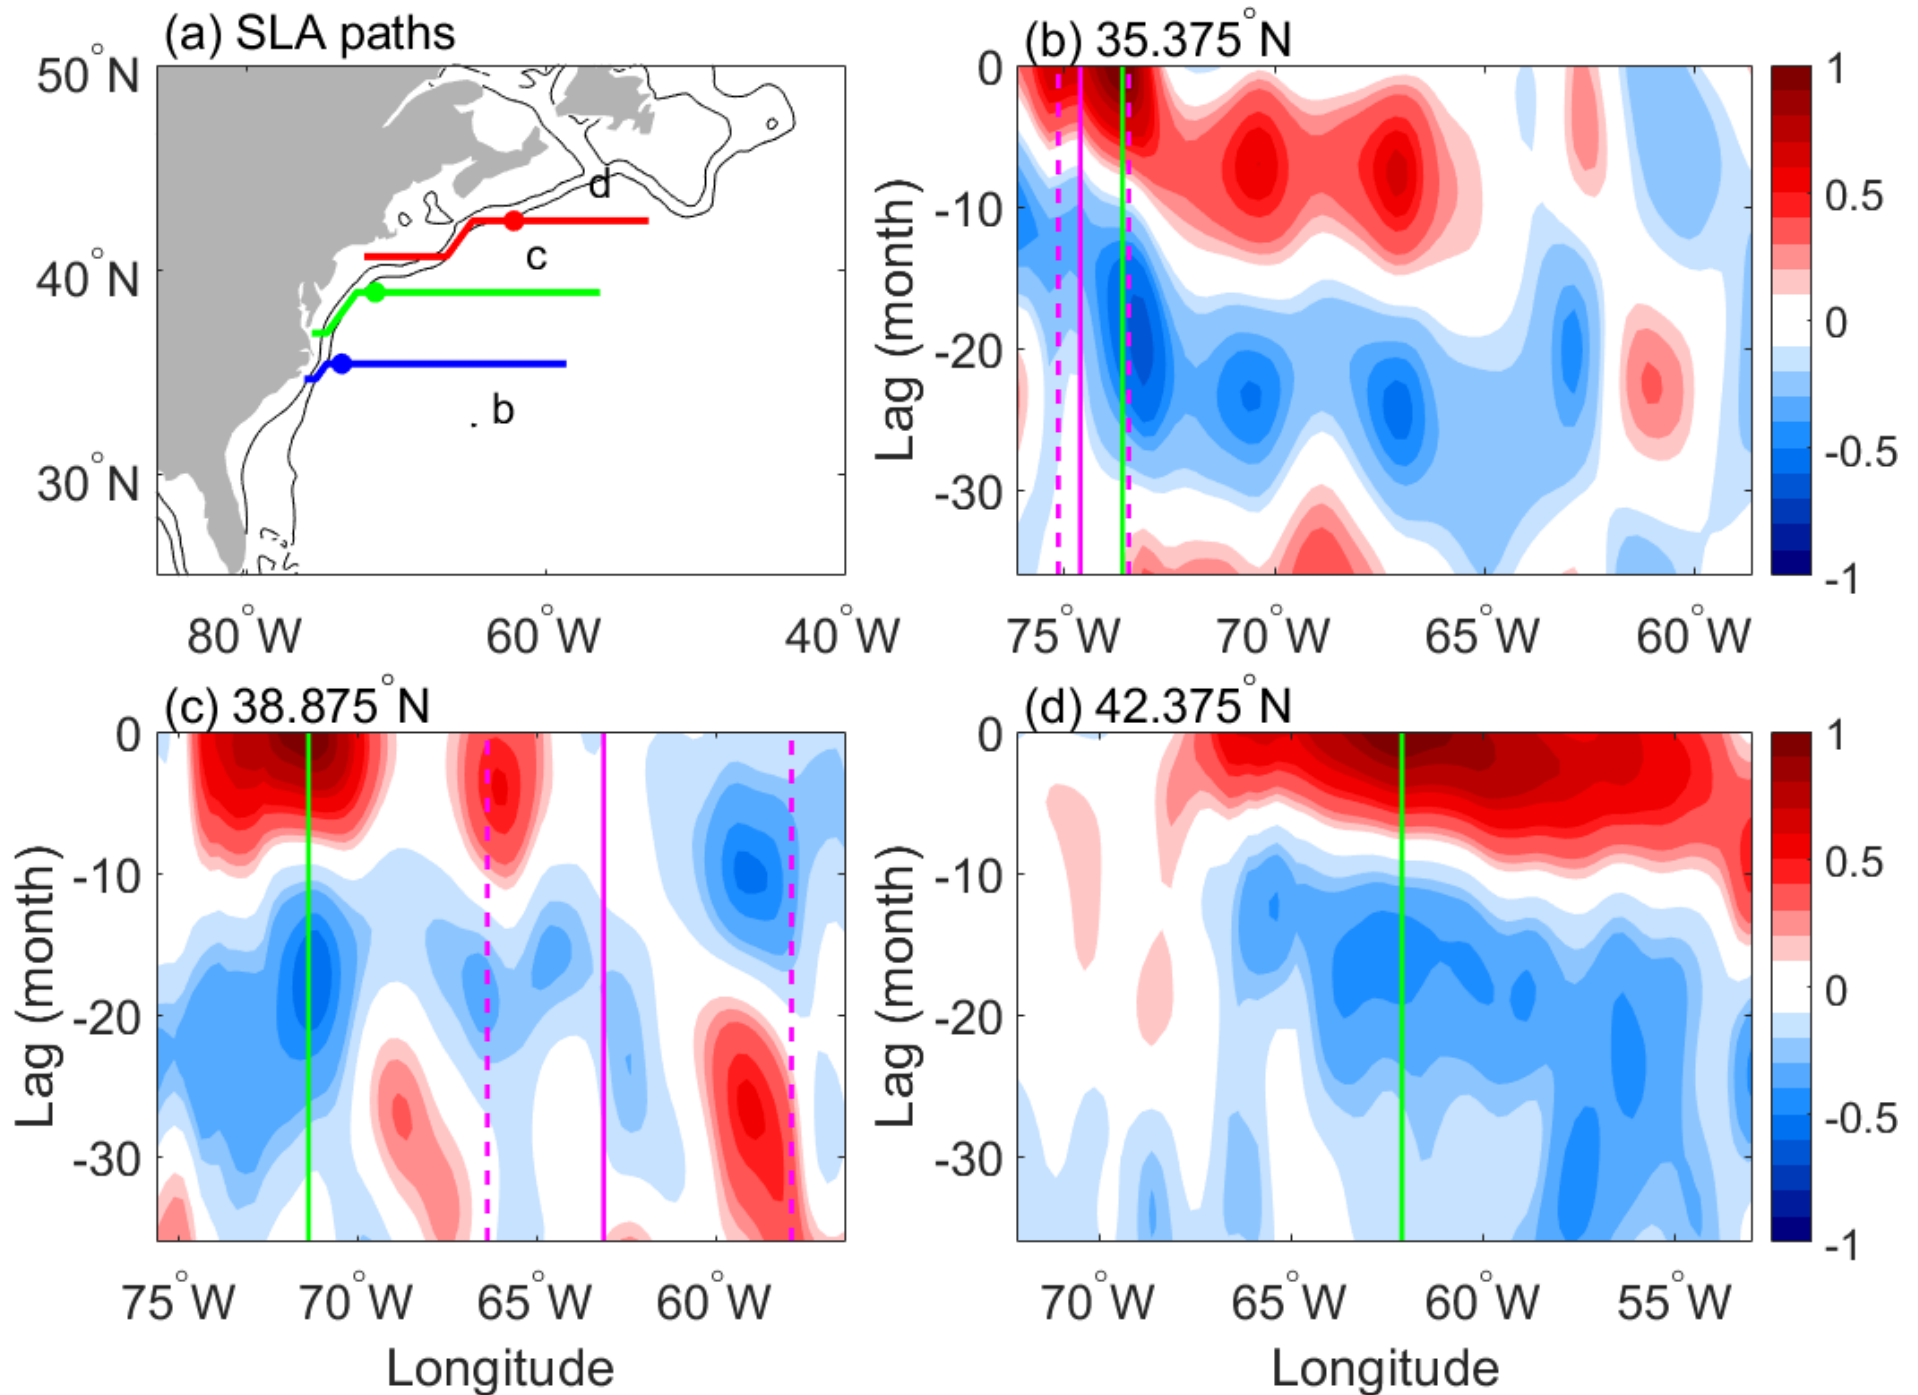 (a) SLA paths
50°N
40°N
30°N
80°W 60°W 40°W
d
c
b
(b) 35.375°N
Lag (month)
0
-10
-20
-30
75°W 70°W 65°W 60°W
1
0.5
0
-0.5
-1
(c) 38.875°N
Lag (month)
0
-10
-20
-30
75°W 70°W 65°W 60°W
Longitude
(d) 42.375°N
Lag (month)
0
-10
-20
-30
70°W 65°W 60°W 55°W
Longitude
1
0.5
0
-0.5
-1